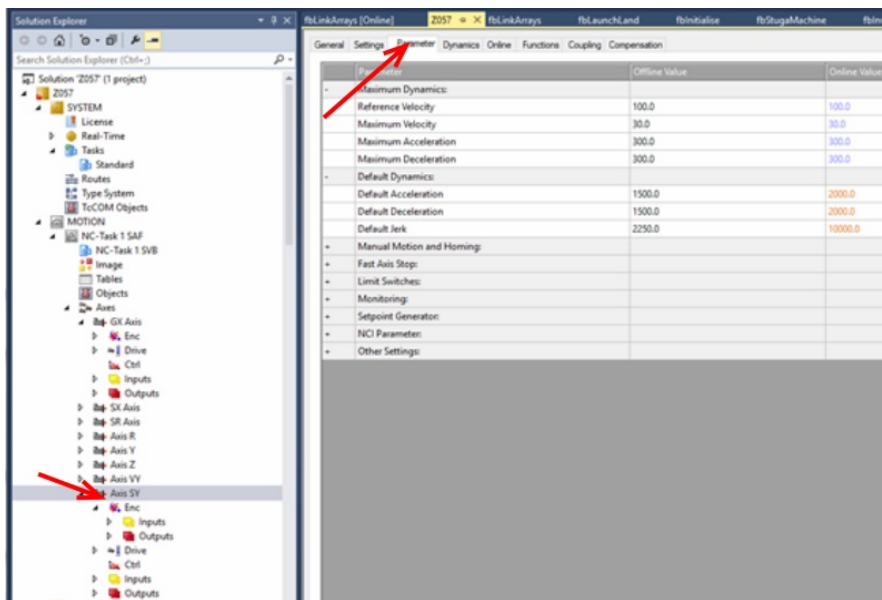 Solution Explorer
Search Solution Explorer (Ctrl+;)
Solution 'Z057' (1 project)
Z057
SYSTEM
License
Real-Time
Tasks
Standard
Routes
Type System
TcCOM Objects
MOTION
NC-Task 1 SAF
NC-Task 1 SVB
Image
Tables
Objects
Axes
GX Axis
Enc
Drive
Ctrl
Inputs
Outputs
SX Axis
SR Axis
Axis R
Axis Y
Axis Z
Axis VY
Axis SY
Enc
Inputs
Outputs
Drive
Ctrl
Inputs
Outputs
fbLinkArrays [Online] Z057 fbLinkArrays fbLaunchLand fbInitialise fbStugaMachine
General Settings Parameter Dynamics Online Functions Coupling Compensation
Parameter Offline Value Online Value
- Maximum Dynamics:
Reference Velocity 100.0 100.0
Maximum Velocity 30.0 30.0
Maximum Acceleration 300.0 300.0
Maximum Deceleration 300.0 300.0
- Default Dynamics:
Default Acceleration 1500.0 2000.0
Default Deceleration 1500.0 2000.0
Default Jerk 2250.0 10000.0
+ Manual Motion and Homing:
+ Fast Axis Stop:
+ Limit Switches:
+ Monitoring:
+ Setpoint Generator:
+ NCI Parameter:
+ Other Settings: